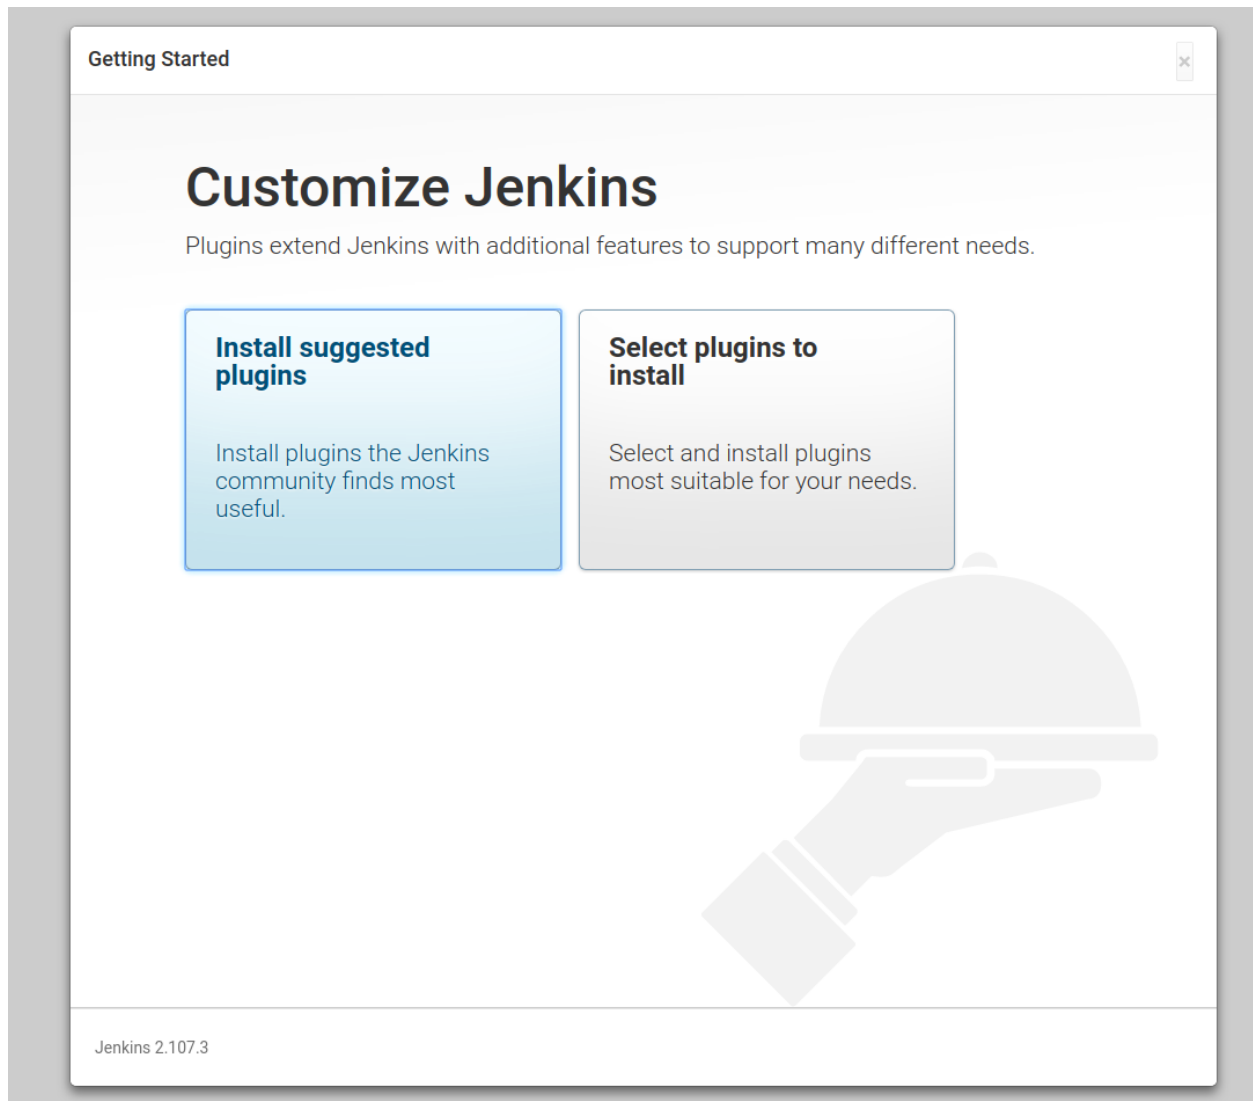 Getting Started
×
Customize Jenkins
Plugins extend Jenkins with additional features to support many different needs.
Install suggested
plugins
Install plugins the Jenkins
community finds most
useful.
Select plugins to
install
Select and install plugins
most suitable for your needs.
Jenkins 2.107.3